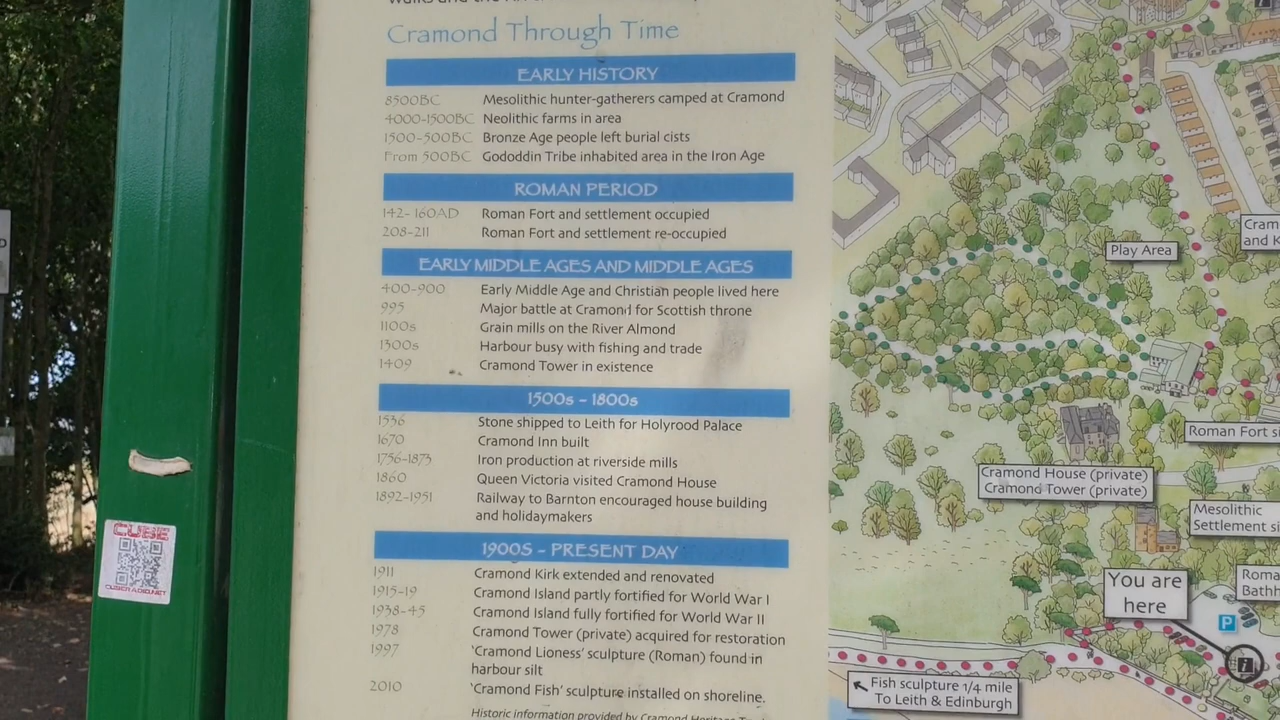 Cramond Through Time
EARLY HISTORY
8500BC Mesolithic hunter-gatherers camped at Cramond
4000-1500BC Neolithic farms in area
1500-500BC Bronze Age people left burial cists
From 500BC Gododdin Tribe inhabited area in the Iron Age
ROMAN PERIOD
142- 160AD Roman Fort and settlement occupied
208-211 Roman Fort and settlement re-occupied
EARLY MIDDLE AGES AND MIDDLE AGES
400-900 Early Middle Age and Christian people lived here
995 Major battle at Cramond for Scottish throne
1100s Grain mills on the River Almond
1300s Harbour busy with fishing and trade
1409 Cramond Tower in existence
1500s – 1800s
1536 Stone shipped to Leith for Holyrood Palace
1670 Cramond Inn built
1756-1873 Iron production at riverside mills
1860 Queen Victoria visited Cramond House
1892-1951 Railway to Barnton encouraged house building
and holidaymakers
1900S – PRESENT DAY
1911 Cramond Kirk extended and renovated
1915-19 Cramond Island partly fortified for World War I
1938-45 Cramond Island fully fortified for World War II
1978 Cramond Tower (private) acquired for restoration
1997 'Cramond Lioness' sculpture (Roman) found in
harbour silt
2010 'Cramond Fish' sculpture installed on shoreline.
Historic information provided by Cramond Heritage
Play Area
Cram
and K
Roman Fort si
Cramond House (private)
Cramond Tower (private)
Mesolithic
Settlement si
You are
here
Roma
Bathh
P
i
Fish sculpture 1/4 mile
To Leith & Edinburgh
CUBE